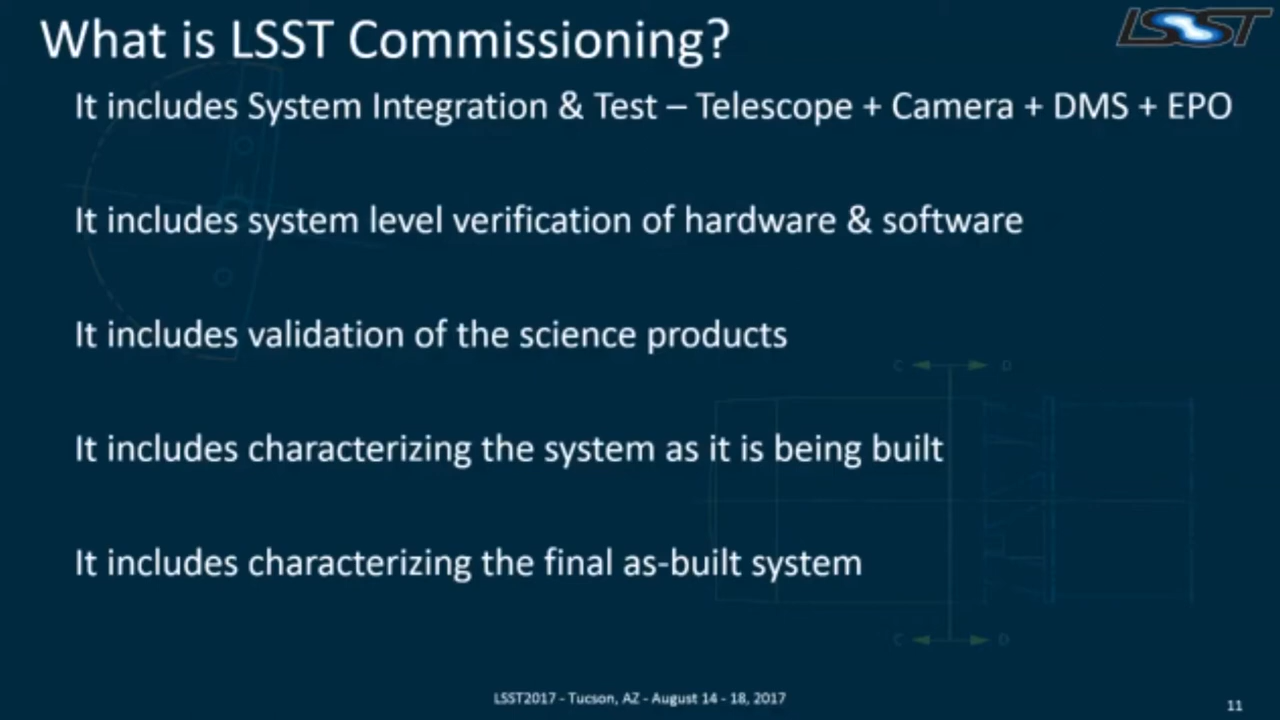 What is LSST Commissioning?
LSST
It includes System Integration & Test – Telescope + Camera + DMS + EPO
It includes system level verification of hardware & software
It includes validation of the science products
C D
It includes characterizing the system as it is being built
It includes characterizing the final as-built system
C D
LSST2017 - Tucson, AZ - August 14 - 18, 2017
11